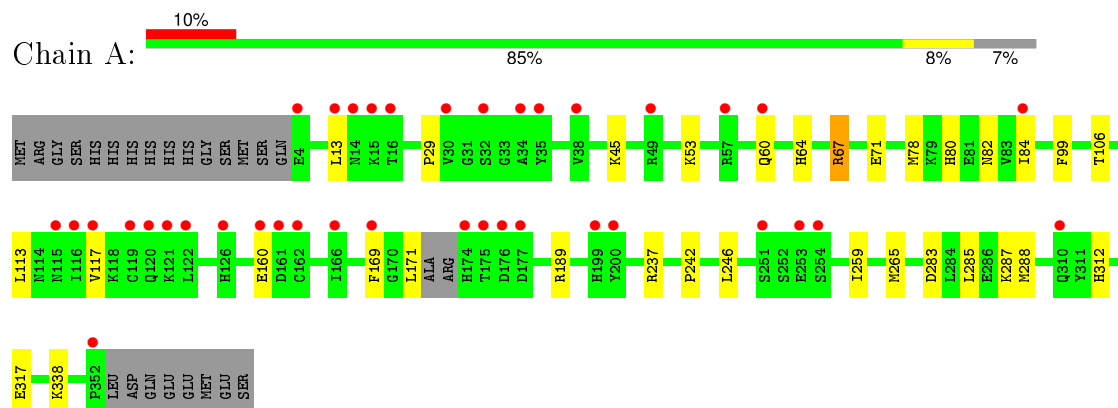 10%
Chain A:
85% 8% 7%
MET ARG GLY SER HIS HIS HIS HIS HIS HIS GLY SER MET SER GLN E4 L13 N14 K15 T16 P29 V30 G31 S32 G33 A34 Y35 V38 K45 R49 K53 R57 Q60 H64 R67 E71 M78 K79 H80 E81 N82 V83 I84 F99 T106
L113 N114 N115 I116 V117 K118 C119 Q120 K121 L122 H126 E160 D161 C162 I166 F169 G170 L171 ALA ARG H174 T175 D176 D177 R189 H199 Y200 R237 P242 L246 S251 S252 E253 S254 I259 M265 D283 L284 L285 E286 K287 M288 Q310 Y311 H312
E317 K338 P352 LEU ASP GLN GLU GLU MET GLU SER